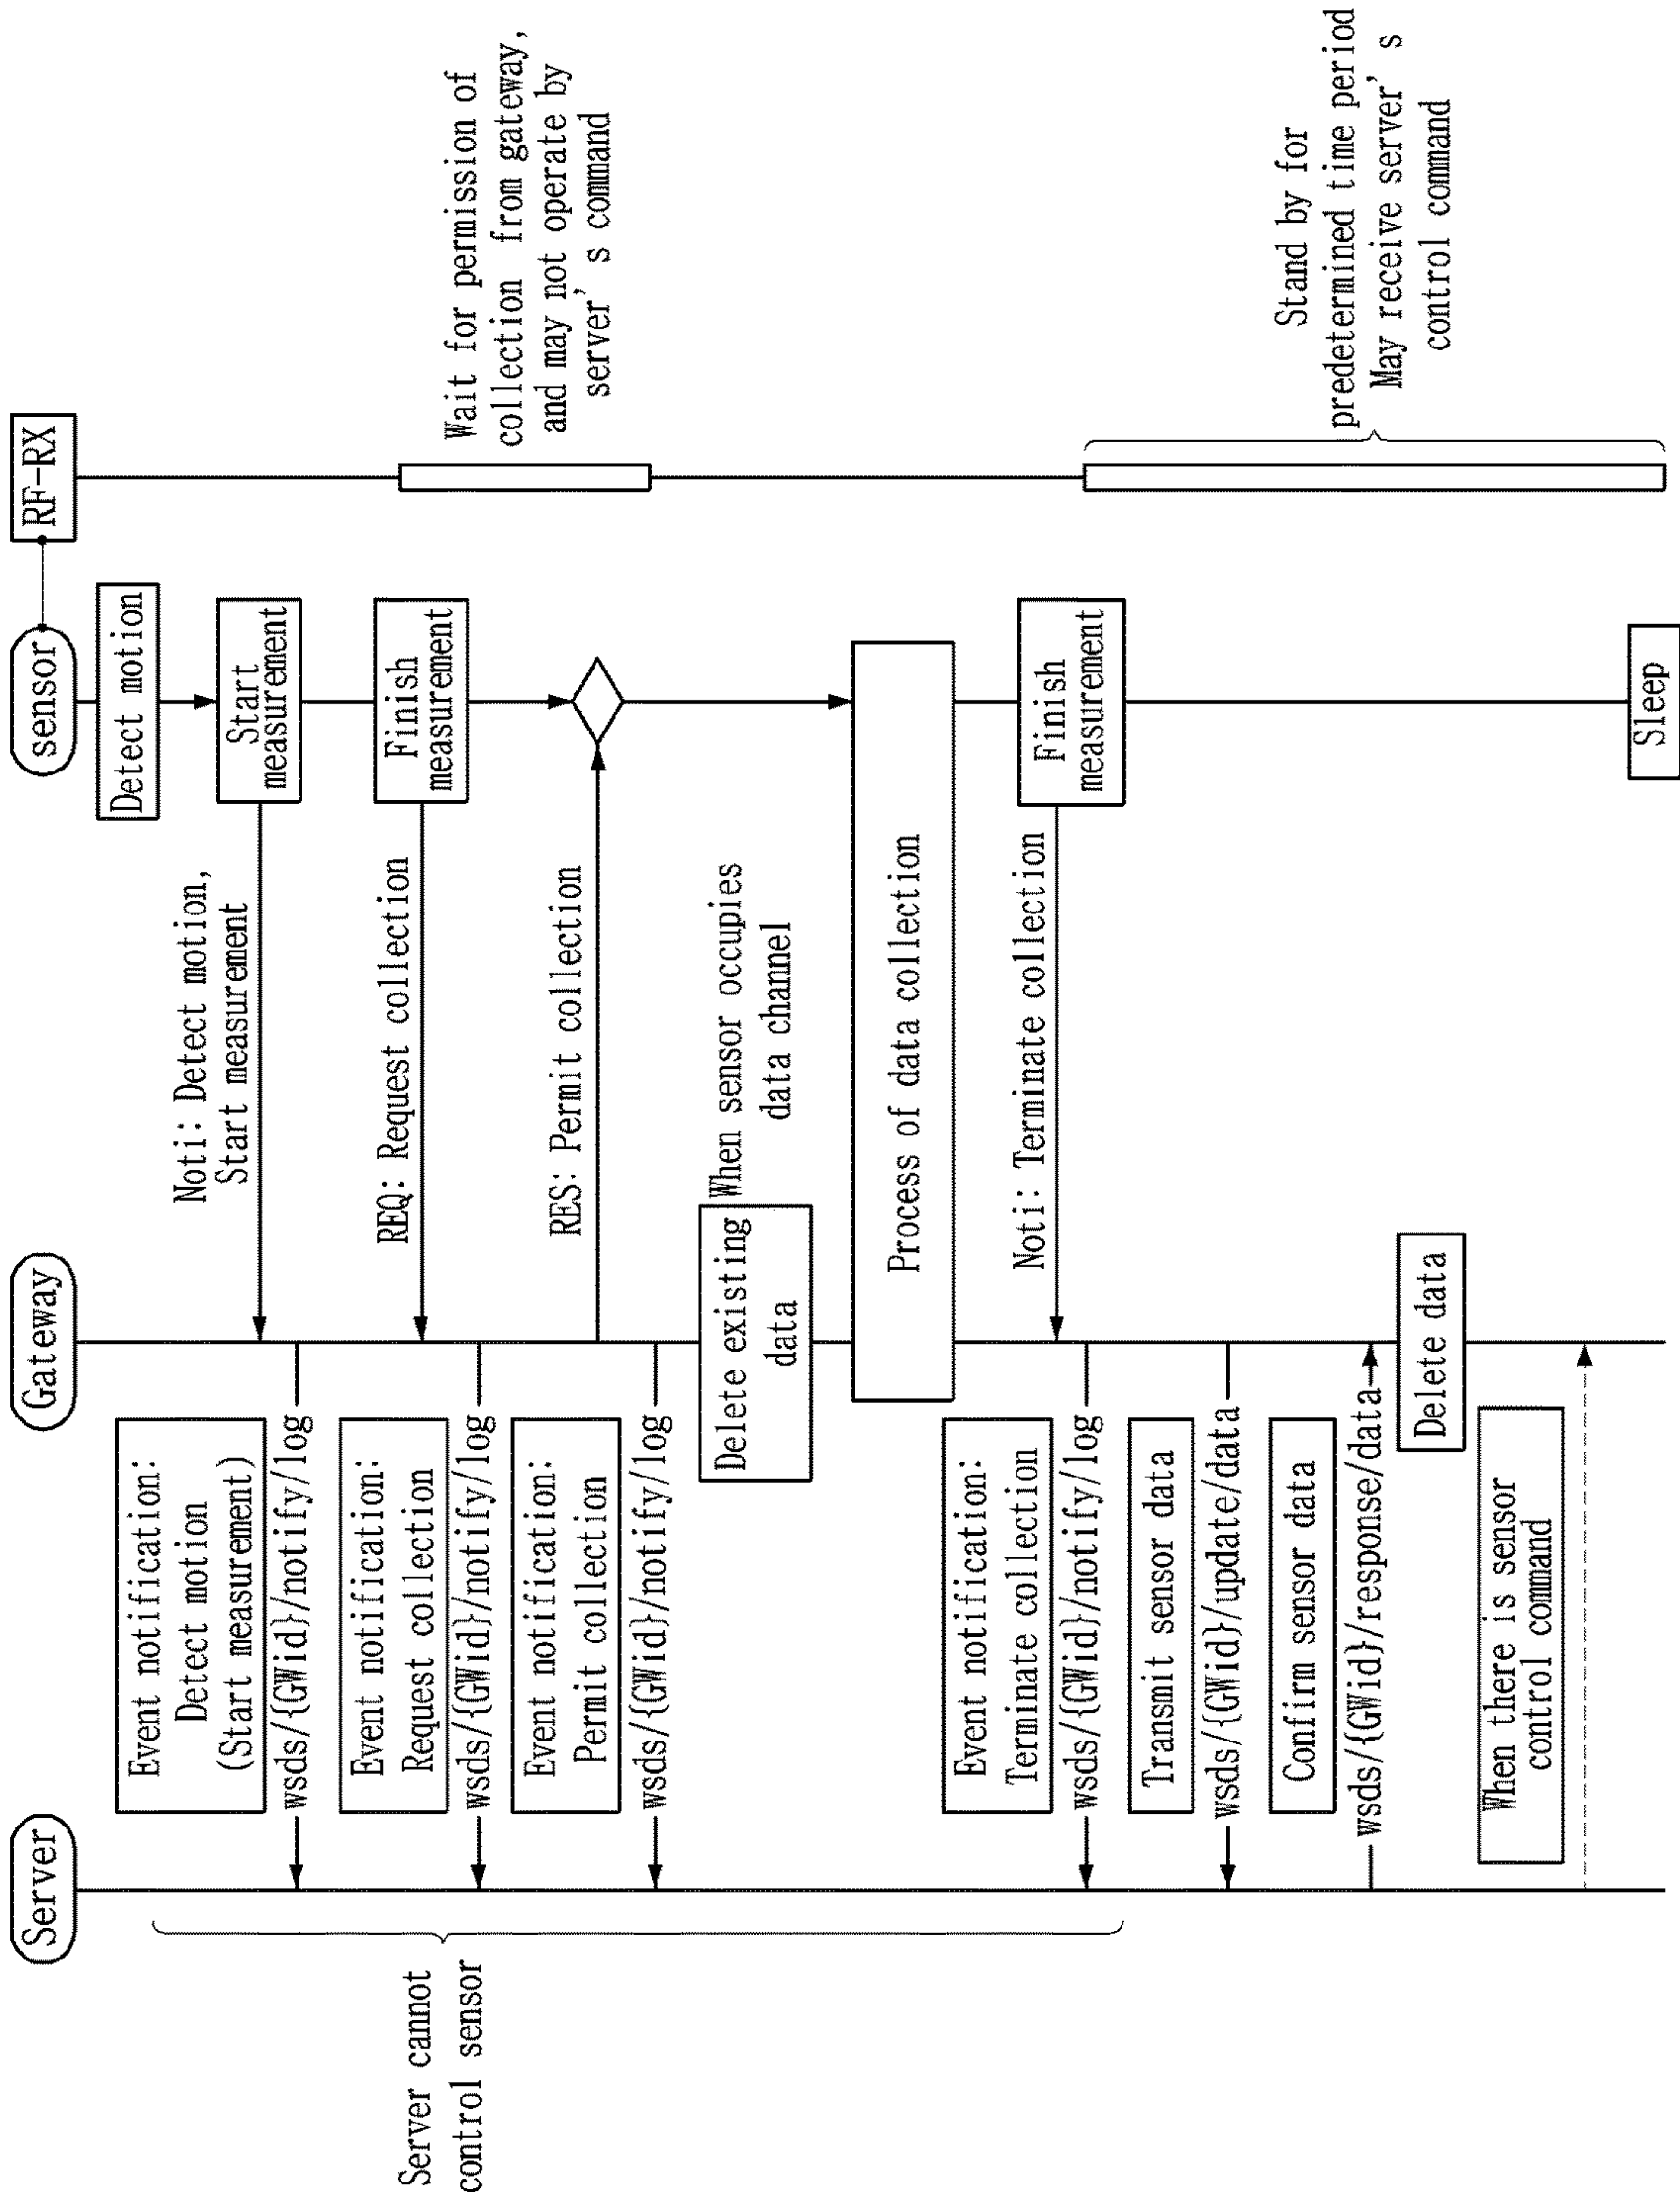 Server
Gateway
sensor
RF-RX
Detect motion
Event notification:
Detect motion
(Start measurement)
Noti: Detect motion,
Start measurement
Start
measurement
wsds/{GWid}/notify/log
Event notification:
Request collection
REQ: Request collection
Finish
measurement
wsds/{GWid}/notify/log
Wait for permission of
collection from gateway,
and may not operate by
server's command
Server cannot
control sensor
Event notification:
Permit collection
RES: Permit collection
wsds/{GWid}/notify/log
Delete existing
data
When sensor occupies
data channel
Process of data collection
Event notification:
Terminate collection
Noti: Terminate collection
Finish
measurement
wsds/{GWid}/notify/log
Transmit sensor data
wsds/{GWid}/update/data
Confirm sensor data
wsds/{GWid}/response/data
Stand by for
predetermined time period
May receive server's
control command
Delete data
When there is sensor
control command
Sleep